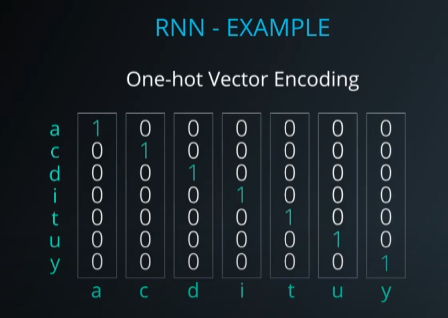 RNN - EXAMPLE
One-hot Vector Encoding
a 1 0 0 0 0 0 0
c 0 1 0 0 0 0 0
d 0 0 1 0 0 0 0
i 0 0 0 1 0 0 0
t 0 0 0 0 1 0 0
u 0 0 0 0 0 1 0
y 0 0 0 0 0 0 1
a c d i t u y